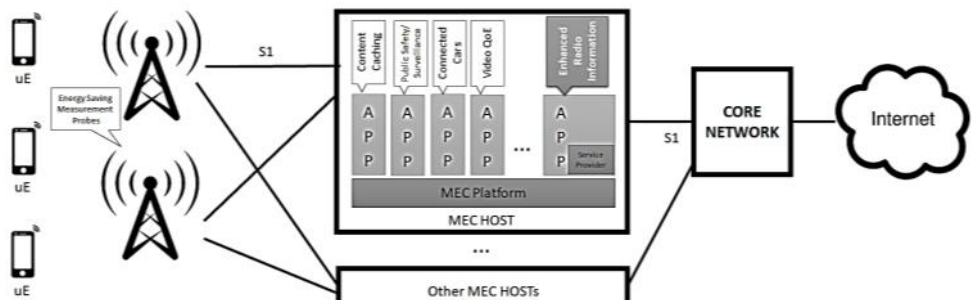 uE
uE
uE
Energy Saving
Measurement
Probes
S1
Content
Caching
Public Safety/
Surveillance
Connected
Cars
Video QoE
Enhanced
Radio
Information
A
P
P
A
P
P
A
P
P
A
P
P
...
A
P
P
Service
Provider
MEC Platform
MEC HOST
...
Other MEC HOSTs
S1
CORE
NETWORK
Internet